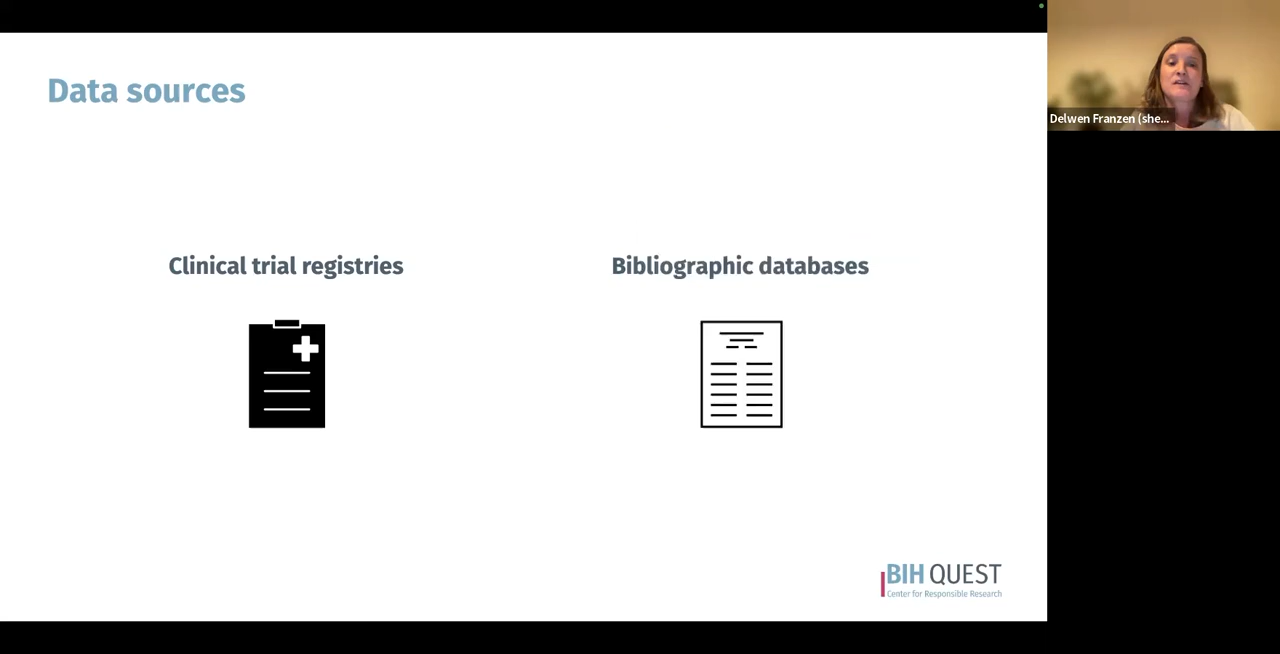 Data sources
Delwen Franzen (she...
Clinical trial registries
Bibliographic databases
BIH QUEST
Center for Responsible Research